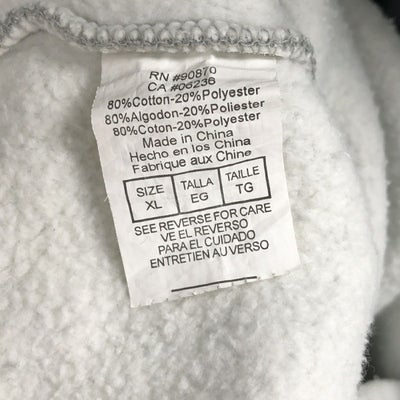 RN #90870
CA #06236
80%Cotton-20%Polyester
80%Algodon-20%Poliester
80%Coton-20%Polyester
Made in China
Hecho en los China
Fabrique aux Chine
SIZE TALLA TAILLE
XL EG TG
SEE REVERSE FOR CARE
VE EL REVERSO
PARA EL CUIDADO
ENTRETIEN AU VERSO